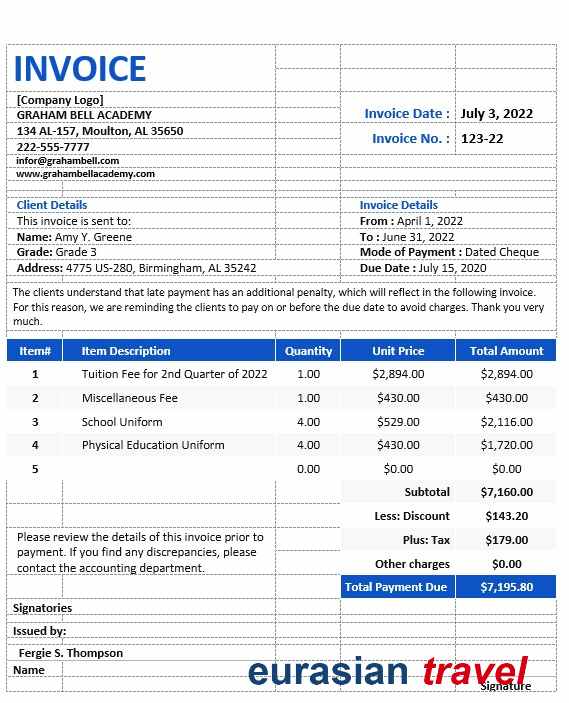 INVOICE
[Company Logo]
GRAHAM BELL ACADEMY
134 AL-157, Moulton, AL 35650
222-555-7777
infor@grahambell.com
www.grahambellacademy.com
Invoice Date : July 3, 2022
Invoice No. : 123-22
Client Details
This invoice is sent to:
Name: Amy Y. Greene
Grade: Grade 3
Address: 4775 US-280, Birmingham, AL 35242
Invoice Details
From : April 1, 2022
To : June 31, 2022
Mode of Payment : Dated Cheque
Due Date : July 15, 2020
The clients understand that late payment has an additional penalty, which will reflect in the following invoice.
For this reason, we are reminding the clients to pay on or before the due date to avoid charges. Thank you very
much.
Item# Item Description Quantity Unit Price Total Amount
1 Tuition Fee for 2nd Quarter of 2022 1.00 $2,894.00 $2,894.00
2 Miscellaneous Fee 1.00 $430.00 $430.00
3 School Uniform 4.00 $529.00 $2,116.00
4 Physical Education Uniform 4.00 $430.00 $1,720.00
5 0.00 $0.00 $0.00
Subtotal $7,160.00
Less: Discount $143.20
Plus: Tax $179.00
Other charges $0.00
Total Payment Due $7,195.80
Please review the details of this invoice prior to
payment. If you find any discrepancies, please
contact the accounting department.
Signatories
Issued by:
Fergie S. Thompson
Name
eurasian travel
Signature